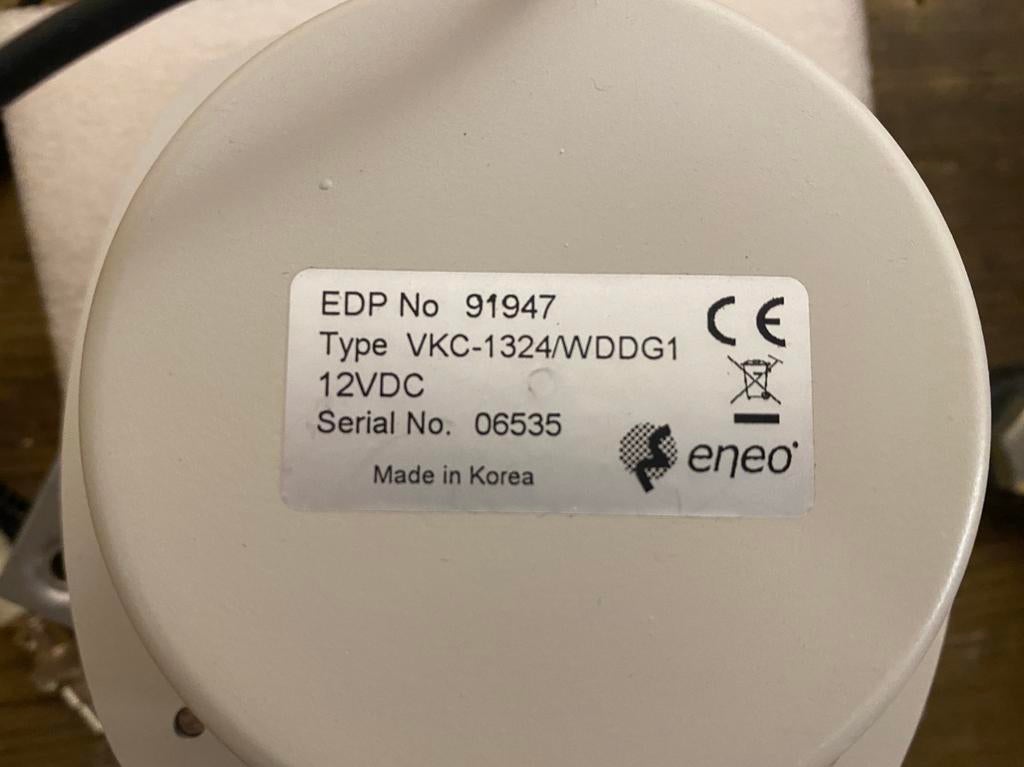 EDP No 91947
Type VKC-1324/WDDG1
12VDC
Serial No. 06535
Made in Korea
CE
eneo